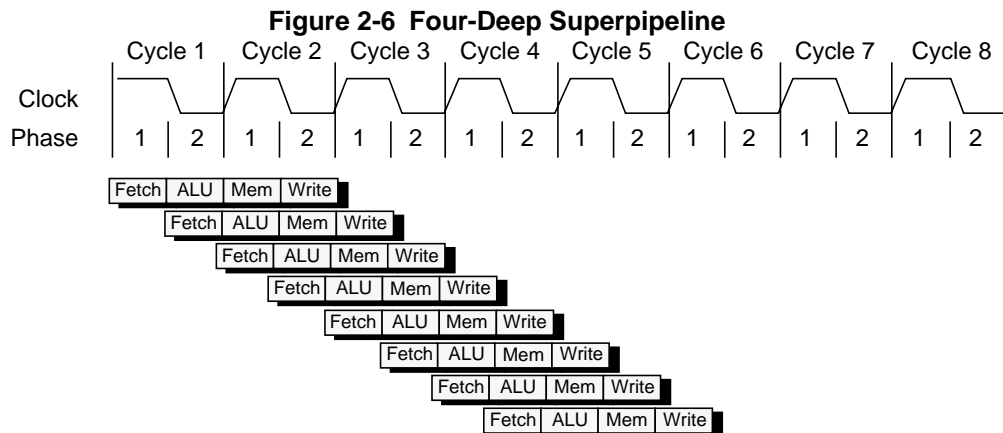 Figure 2-6 Four-Deep Superpipeline
Cycle 1 Cycle 2 Cycle 3 Cycle 4 Cycle 5 Cycle 6 Cycle 7 Cycle 8
Clock
Phase 1 2 1 2 1 2 1 2 1 2 1 2 1 2 1 2
Fetch ALU Mem Write
Fetch ALU Mem Write
Fetch ALU Mem Write
Fetch ALU Mem Write
Fetch ALU Mem Write
Fetch ALU Mem Write
Fetch ALU Mem Write
Fetch ALU Mem Write